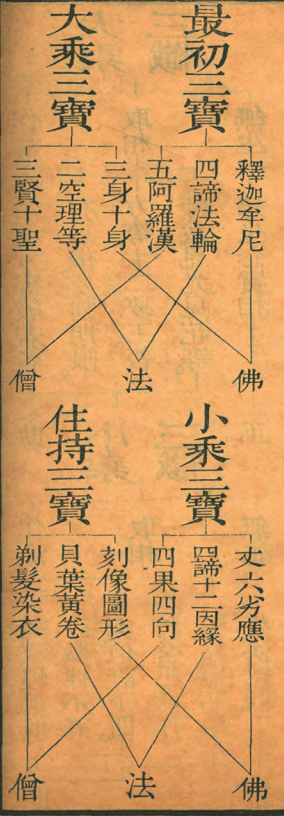 最初三寶
釋迦牟尼
四諦法輪
五阿羅漢
大乘三寶
三身十身
二空理等
三賢十聖
佛
法
僧
小乘三寶
丈六劣應
四諦十二因緣
四果四向
住持三寶
刻像圖形
貝葉黃卷
剃髮染衣
佛
法
僧